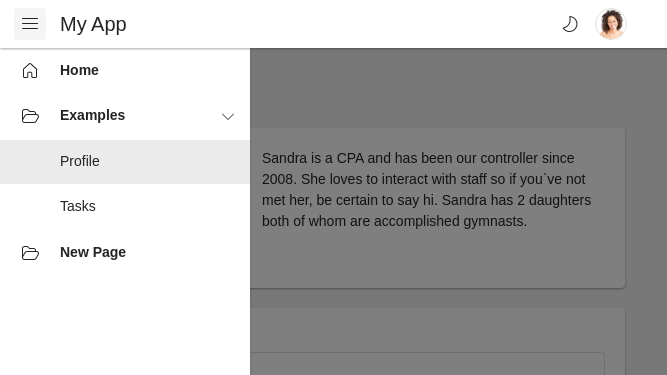 My App
Home
Examples
Profile
Tasks
New Page
Sandra is a CPA and has been our controller since
2008. She loves to interact with staff so if you`ve not
met her, be certain to say hi. Sandra has 2 daughters
both of whom are accomplished gymnasts.